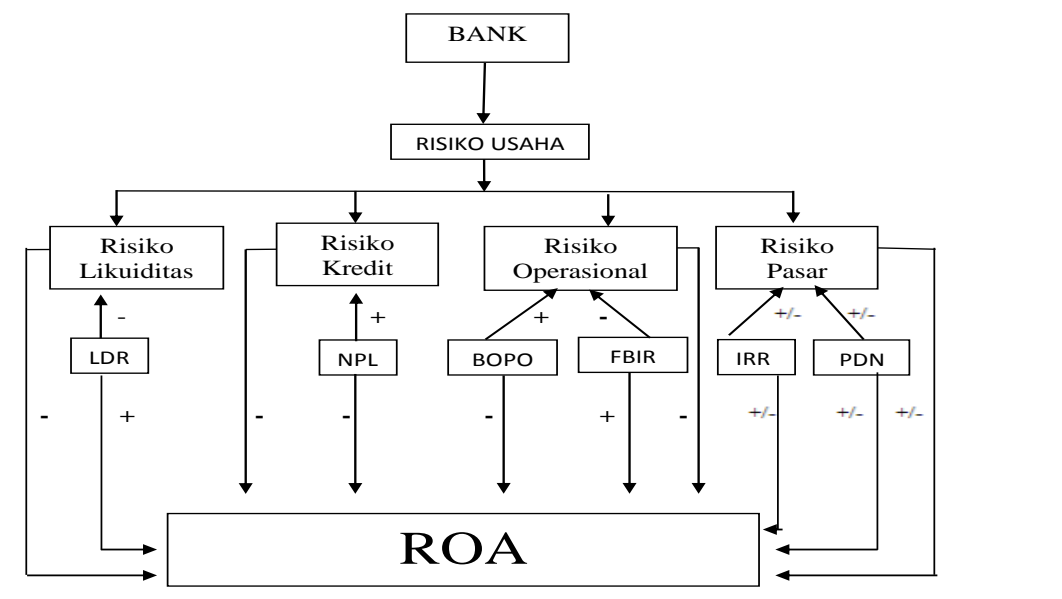 BANK
RISIKO USAHA
Risiko
Likuiditas
Risiko
Kredit
Risiko
Operasional
Risiko
Pasar
-
+
+
-
+/-
+/-
LDR
NPL
BOPO
FBIR
IRR
PDN
-
+
-
-
-
+
-
+/-
+/-
+/-
ROA